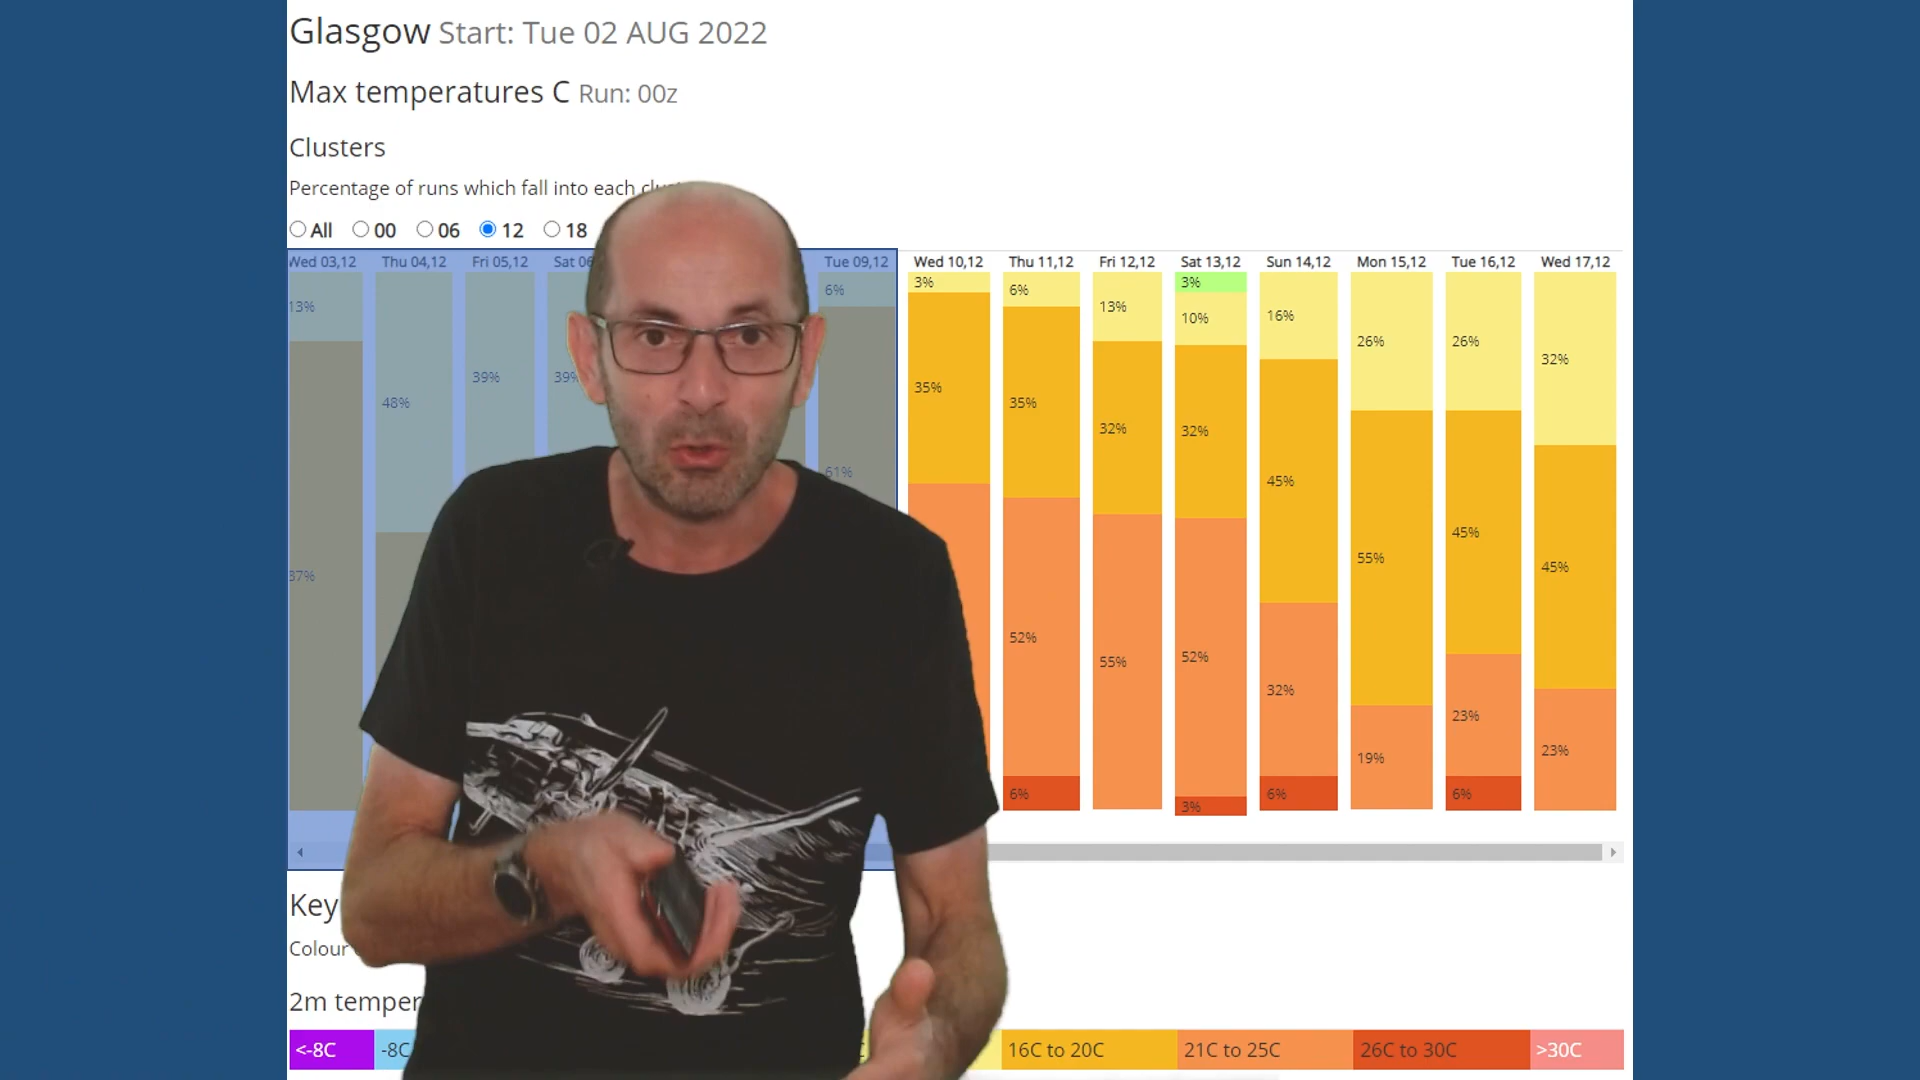 Glasgow Start: Tue 02 AUG 2022
Max temperatures C Run: 00z
Clusters
Percentage of runs which fall into each
All 00 06 12 18
Wed 03,12 Thu 04,12 Fri 05,12 Sat 06 Tue 09,12 Wed 10,12 Thu 11,12 Fri 12,12 Sat 13,12 Sun 14,12 Mon 15,12 Tue 16,12 Wed 17,12
13% 48% 39% 39% 6% 3% 6% 13% 3% 16% 26% 26% 32%
61% 35% 35% 32% 10% 45% 55% 45% 45%
52% 55% 32% 32% 19% 23% 23%
6% 52% 6% 6%
3%
Key
Colour
2m
<-8C -8C 16C to 20C 21C to 25C 26C to 30C >30C